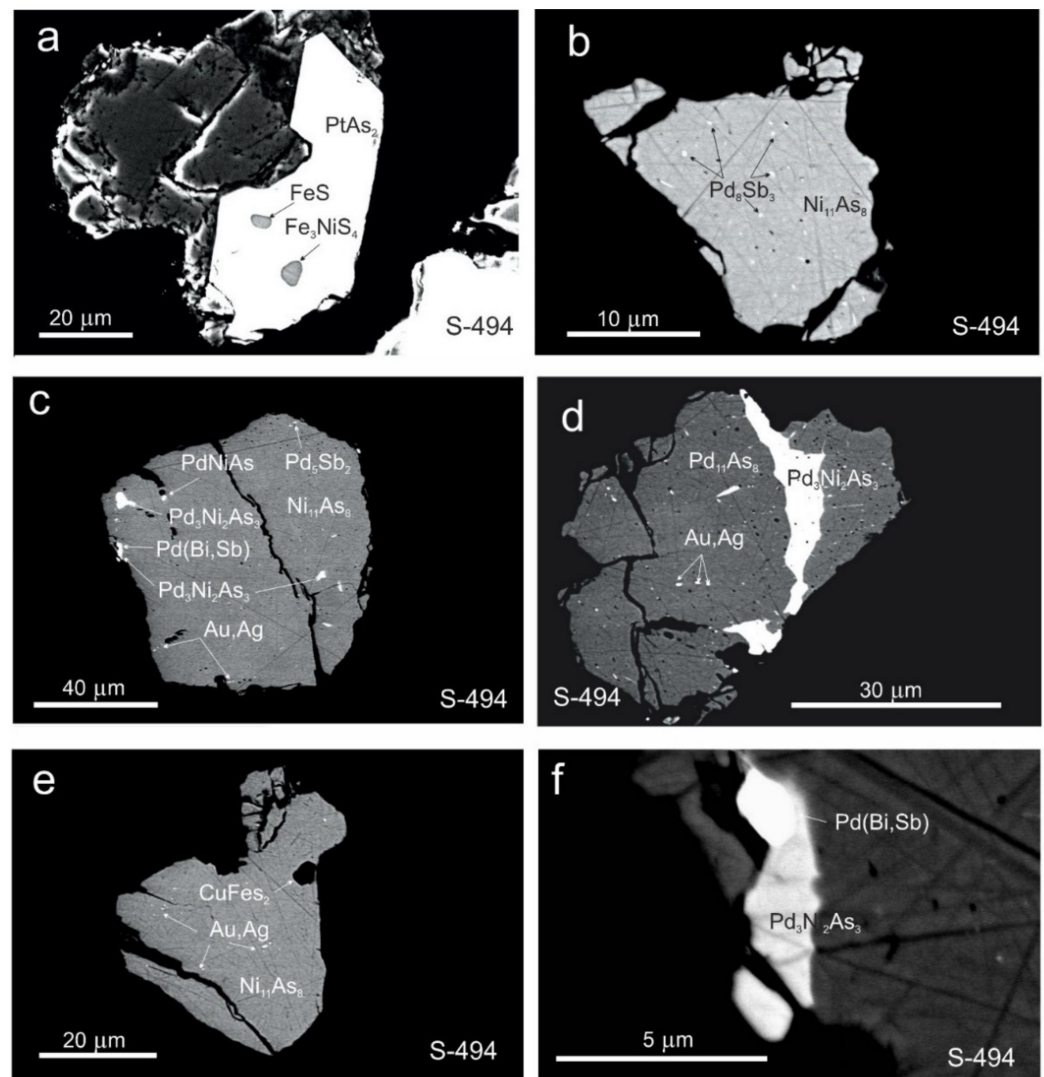 a
PtAs₂
FeS
Fe₃NiS₄
20 μm
S-494
b
Pd₈Sb₃
Ni₁₁As₈
10 μm
S-494
c
PdNiAs
Pd₅Sb₂
Ni₁₁As₈
Pd₃Ni₂As₃
Pd(Bi,Sb)
Pd₃Ni₂As₃
Au,Ag
40 μm
S-494
d
Pd₁₁As₈
Pd₃Ni₂As₃
Au,Ag
S-494
30 μm
e
CuFes₂
Au,Ag
Ni₁₁As₈
20 μm
S-494
f
Pd(Bi,Sb)
Pd₃N ₂As₃
5 μm
S-494